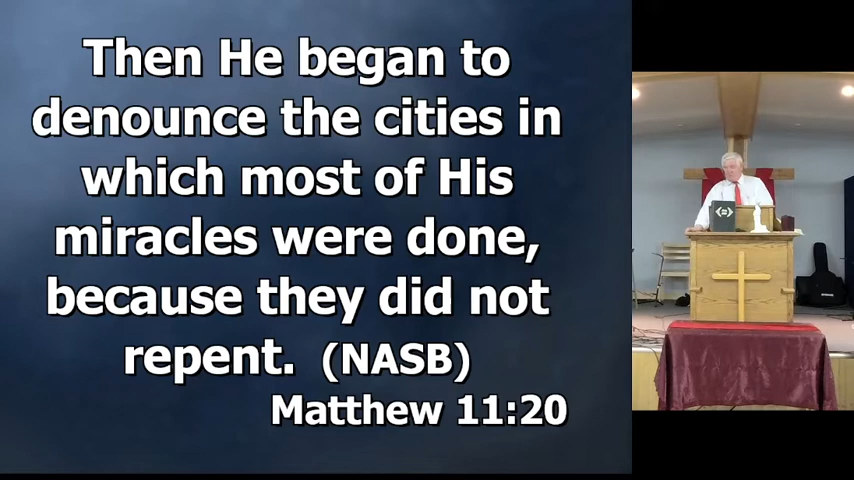 Then He began to
denounce the cities in
which most of His
miracles were done,
because they did not
repent. (NASB)
Matthew 11:20